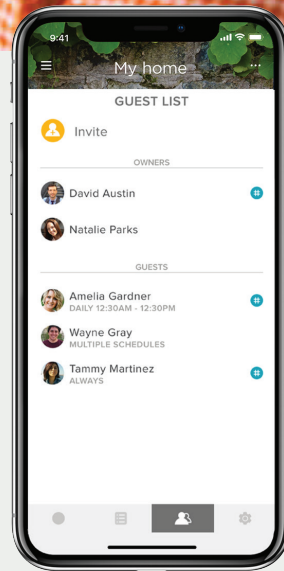 9:41
My home
GUEST LIST
Invite
OWNERS
David Austin
#
Natalie Parks
GUESTS
Amelia Gardner
#
DAILY 12:30AM - 12:30PM
Wayne Gray
MULTIPLE SCHEDULES
Tammy Martinez
#
ALWAYS